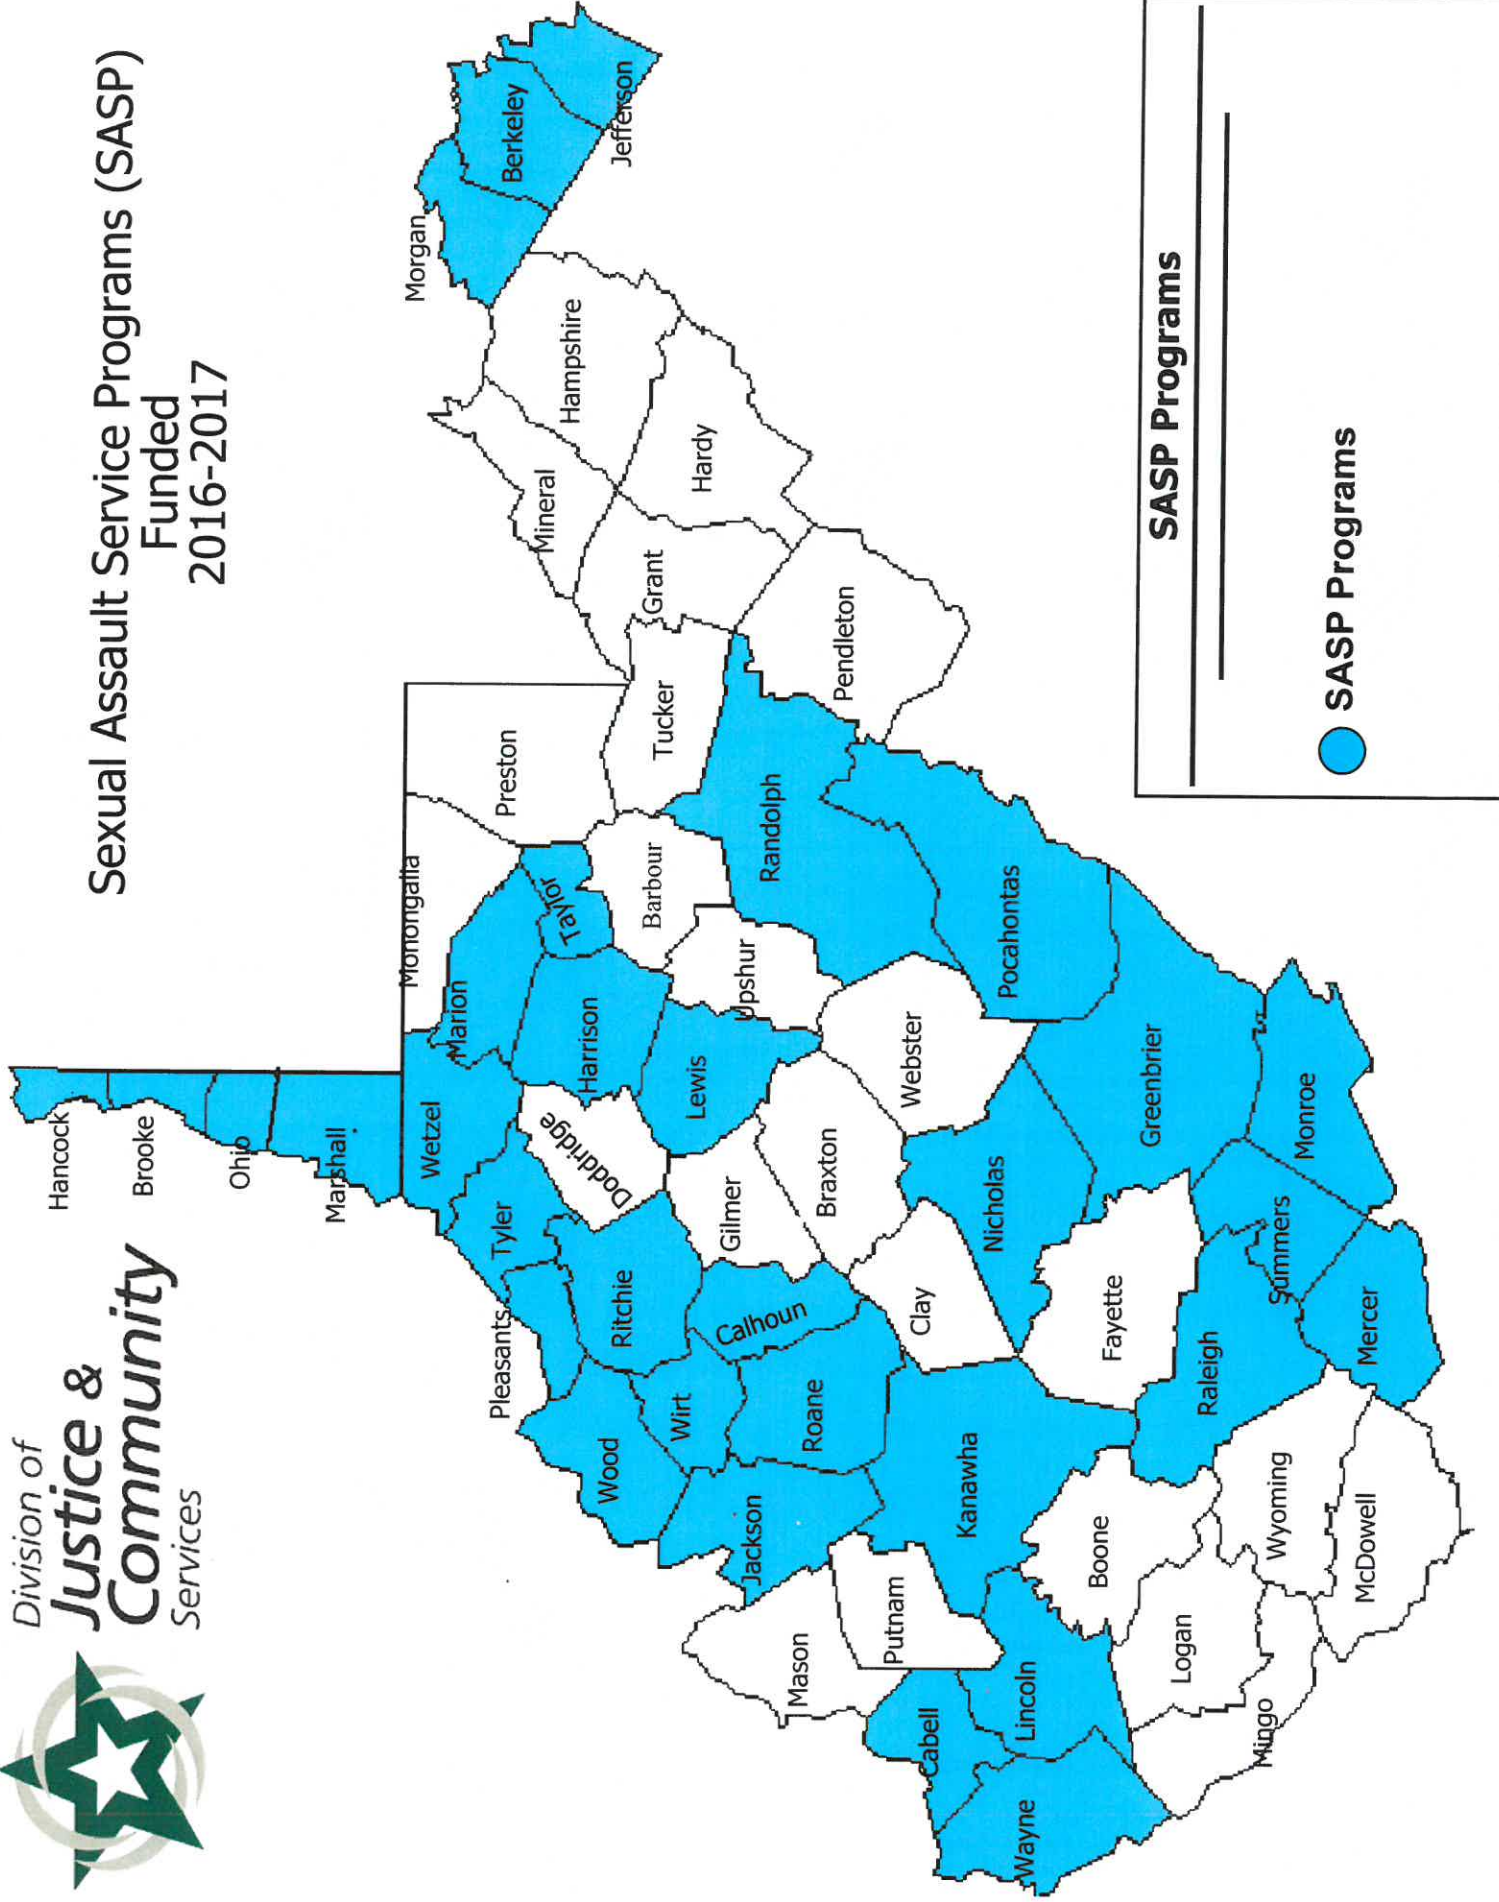 Division of
Justice &
Community
Services
Sexual Assault Service Programs (SASP)
Funded
2016-2017
Hancock
Brooke
Ohio
Marshall
Wetzel
Monongalia
Marion
Preston
Morgan
Berkeley
Jefferson
Mineral
Hampshire
Hardy
Grant
Tucker
Pendleton
Taylor
Barbour
Tyler
Pleasants
Doddridge
Harrison
Ritchie
Wood
Wirt
Lewis
Upshur
Randolph
Gilmer
Calhoun
Braxton
Webster
Pocahontas
Roane
Jackson
Mason
Putnam
Clay
Nicholas
Greenbrier
Kanawha
Cabell
Lincoln
Wayne
Boone
Fayette
Raleigh
Summers
Monroe
Mercer
Logan
Wyoming
Mingo
McDowell
SASP Programs
SASP Programs